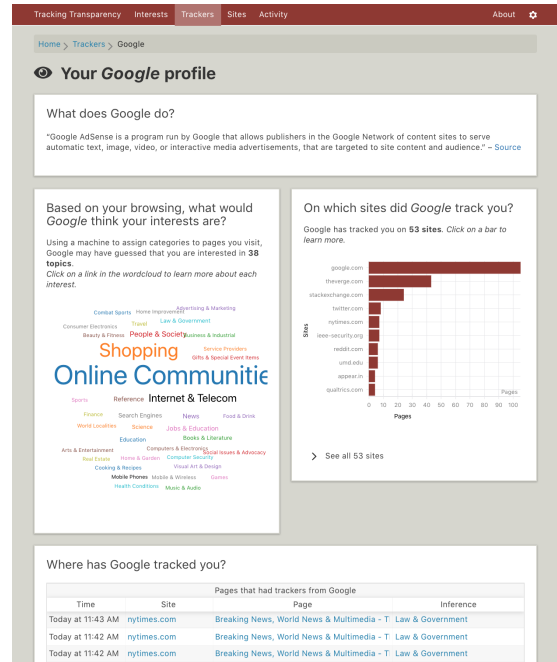 Tracking Transparency Interests Trackers Sites Activity About
Home > Trackers > Google
Your Google profile
What does Google do?
“Google AdSense is a program run by Google that allows publishers in the Google Network of content sites to serve
automatic text, image, video, or interactive media advertisements, that are targeted to site content and audience.” – Source
Based on your browsing, what would
Google think your interests are?
Using a machine to assign categories to pages you visit,
Google may have guessed that you are interested in 38
topics.
Click on a link in the wordcloud to learn more about each
interest.
Advertising & Marketing
Combat Sports Home Improvement
Law & Government
Consumer Electronics Travel
Beauty & Fitness People & Society Business & Industrial
Shopping Service Providers
Gifts & Special Event Items
Online Communitie
Sports Reference Internet & Telecom
Finance Search Engines News Food & Drink
World Localities Science Jobs & Education
Education Books & Literature
Arts & Entertainment Computers & Electronics Social Issues & Advocacy
Real Estate Home & Garden Computer Security
Cooking & Recipes Visual Art & Design
Mobile Phones Mobile & Wireless Games
Health Conditions Music & Audio
On which sites did Google track you?
Google has tracked you on 53 sites. Click on a bar to
learn more.
Sites
google.com
theverge.com
stackexchange.com
twitter.com
nytimes.com
ieee-security.org
reddit.com
umd.edu
appear.in
qualtrics.com
Pages
0 10 20 30 40 50 60 70 80 90 100
Pages
> See all 53 sites
Where has Google tracked you?
Pages that had trackers from Google
Time Site Page Inference
Today at 11:43 AM nytimes.com Breaking News, World News & Multimedia - T Law & Government
Today at 11:42 AM nytimes.com Breaking News, World News & Multimedia - T Law & Government
Today at 11:42 AM nytimes.com Breaking News, World News & Multimedia - T Law & Government